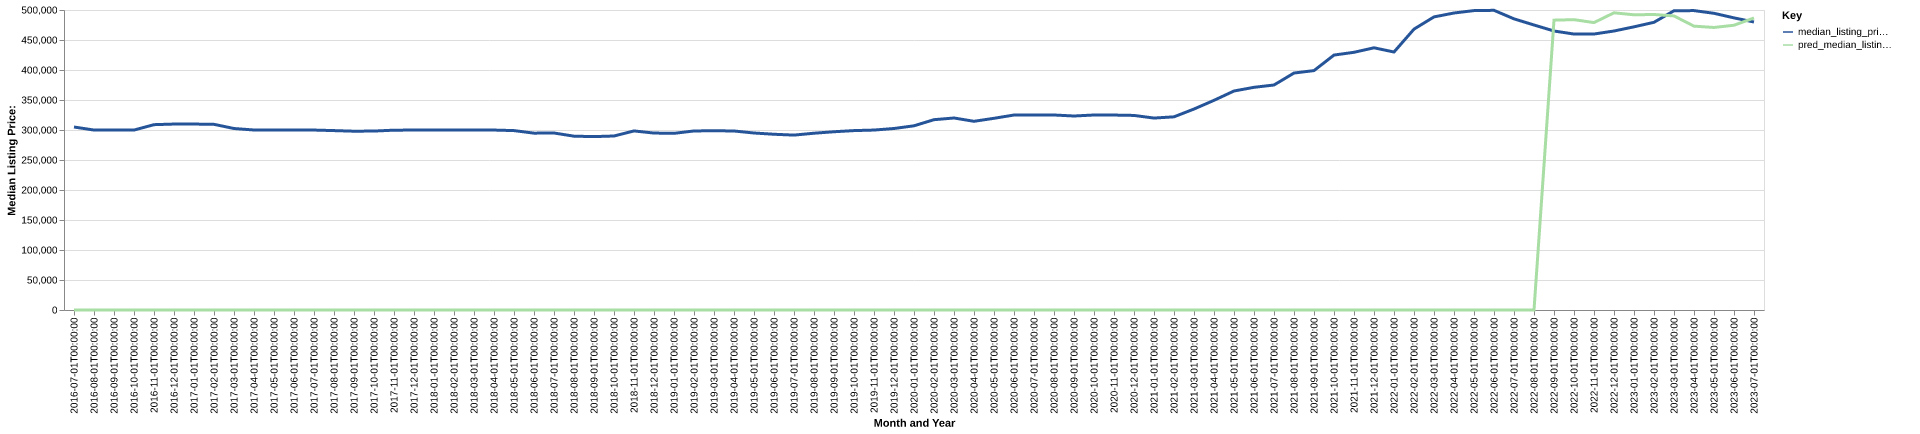 500,000
450,000
400,000
350,000
300,000
250,000
200,000
150,000
100,000
50,000
0
Median Listing Price:
2016-07-01T00:00:00
2016-08-01T00:00:00
2016-09-01T00:00:00
2016-10-01T00:00:00
2016-11-01T00:00:00
2016-12-01T00:00:00
2017-01-01T00:00:00
2017-02-01T00:00:00
2017-03-01T00:00:00
2017-04-01T00:00:00
2017-05-01T00:00:00
2017-06-01T00:00:00
2017-07-01T00:00:00
2017-08-01T00:00:00
2017-09-01T00:00:00
2017-10-01T00:00:00
2017-11-01T00:00:00
2017-12-01T00:00:00
2018-01-01T00:00:00
2018-02-01T00:00:00
2018-03-01T00:00:00
2018-04-01T00:00:00
2018-05-01T00:00:00
2018-06-01T00:00:00
2018-07-01T00:00:00
2018-08-01T00:00:00
2018-09-01T00:00:00
2018-10-01T00:00:00
2018-11-01T00:00:00
2018-12-01T00:00:00
2019-01-01T00:00:00
2019-02-01T00:00:00
2019-03-01T00:00:00
2019-04-01T00:00:00
2019-05-01T00:00:00
2019-06-01T00:00:00
2019-07-01T00:00:00
2019-08-01T00:00:00
2019-09-01T00:00:00
2019-10-01T00:00:00
2019-11-01T00:00:00
2019-12-01T00:00:00
2020-01-01T00:00:00
2020-02-01T00:00:00
2020-03-01T00:00:00
2020-04-01T00:00:00
2020-05-01T00:00:00
2020-06-01T00:00:00
2020-07-01T00:00:00
2020-08-01T00:00:00
2020-09-01T00:00:00
2020-10-01T00:00:00
2020-11-01T00:00:00
2020-12-01T00:00:00
2021-01-01T00:00:00
2021-02-01T00:00:00
2021-03-01T00:00:00
2021-04-01T00:00:00
2021-05-01T00:00:00
2021-06-01T00:00:00
2021-07-01T00:00:00
2021-08-01T00:00:00
2021-09-01T00:00:00
2021-10-01T00:00:00
2021-11-01T00:00:00
2021-12-01T00:00:00
2022-01-01T00:00:00
2022-02-01T00:00:00
2022-03-01T00:00:00
2022-04-01T00:00:00
2022-05-01T00:00:00
2022-06-01T00:00:00
2022-07-01T00:00:00
2022-08-01T00:00:00
2022-09-01T00:00:00
2022-10-01T00:00:00
2022-11-01T00:00:00
2022-12-01T00:00:00
2023-01-01T00:00:00
2023-02-01T00:00:00
2023-03-01T00:00:00
2023-04-01T00:00:00
2023-05-01T00:00:00
2023-06-01T00:00:00
2023-07-01T00:00:00
Month and Year
Key
median_listing_pri…
pred_median_listin…